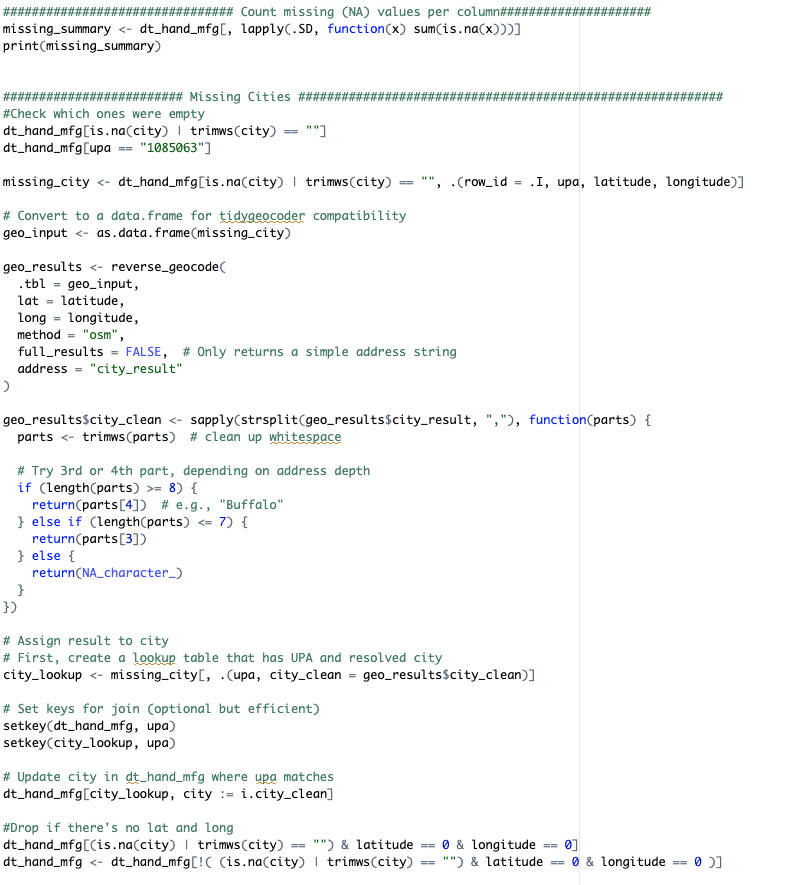 ################################ Count missing (NA) values per column#####################
missing_summary <- dt_hand_mfg[, lapply(.SD, function(x) sum(is.na(x)))]
print(missing_summary)
######################### Missing Cities ###########################################################
#Check which ones were empty
dt_hand_mfg[is.na(city) | trimws(city) == ""]
dt_hand_mfg[upa == "1085063"]
missing_city <- dt_hand_mfg[is.na(city) | trimws(city) == "", .(row_id = .I, upa, latitude, longitude)]
# Convert to a data.frame for tidygeocoder compatibility
geo_input <- as.data.frame(missing_city)
geo_results <- reverse_geocode(
  .tbl = geo_input,
  lat = latitude,
  long = longitude,
  method = "osm",
  full_results = FALSE,  # Only returns a simple address string
  address = "city_result"
)
geo_results$city_clean <- sapply(strsplit(geo_results$city_result, ","), function(parts) {
  parts <- trimws(parts)  # clean up whitespace
  # Try 3rd or 4th part, depending on address depth
  if (length(parts) >= 8) {
    return(parts[4])  # e.g., "Buffalo"
  } else if (length(parts) <= 7) {
    return(parts[3])
  } else {
    return(NA_character_)
  }
})
# Assign result to city
# First, create a lookup table that has UPA and resolved city
city_lookup <- missing_city[, .(upa, city_clean = geo_results$city_clean)]
# Set keys for join (optional but efficient)
setkey(dt_hand_mfg, upa)
setkey(city_lookup, upa)
# Update city in dt_hand_mfg where upa matches
dt_hand_mfg[city_lookup, city := i.city_clean]
#Drop if there's no lat and long
dt_hand_mfg[(is.na(city) | trimws(city) == "") & latitude == 0 & longitude == 0]
dt_hand_mfg <- dt_hand_mfg[!( (is.na(city) | trimws(city) == "") & latitude == 0 & longitude == 0 )]